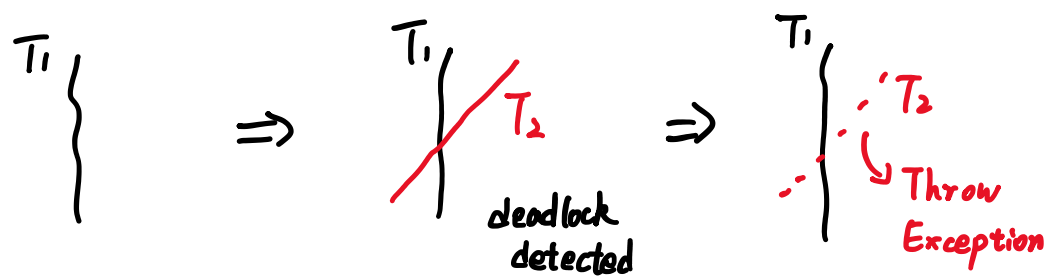 T1
T1
T2
deadlock
detected
T1
T2
Throw
Exception